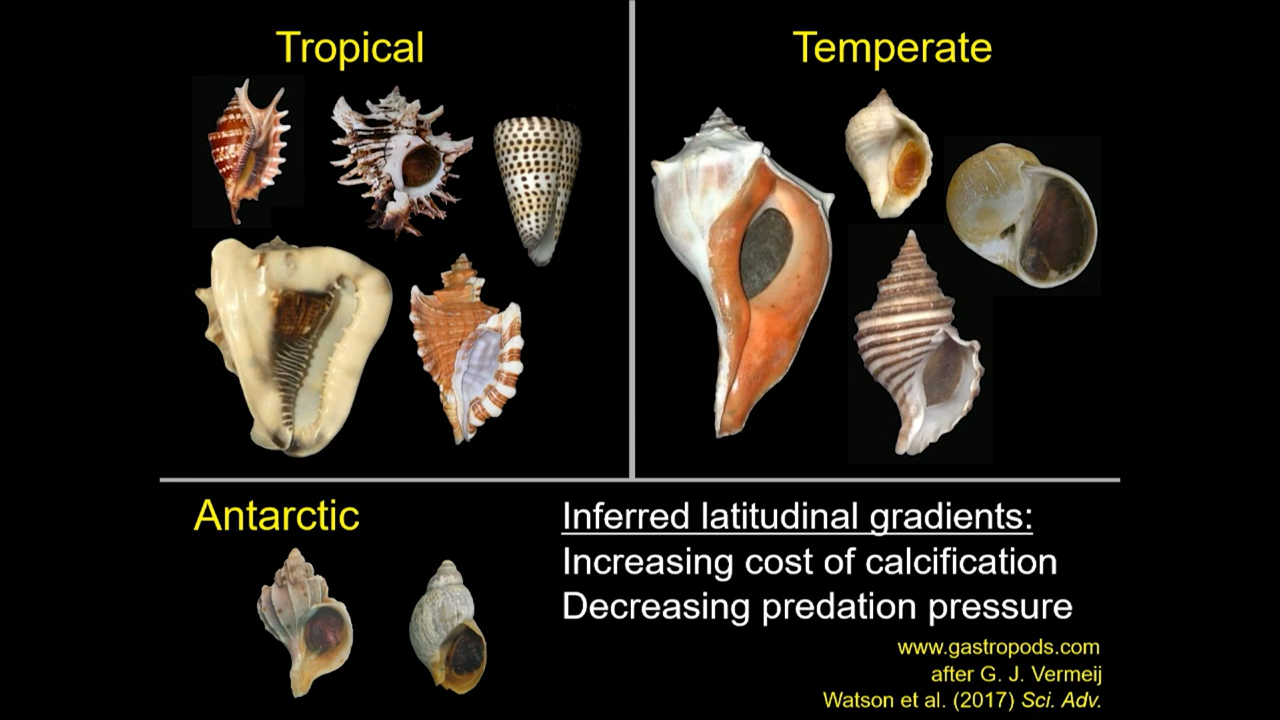 Tropical
Temperate
Antarctic
Inferred latitudinal gradients:
Increasing cost of calcification
Decreasing predation pressure
www.gastropods.com
after G. J. Vermeij
Watson et al. (2017) Sci. Adv.